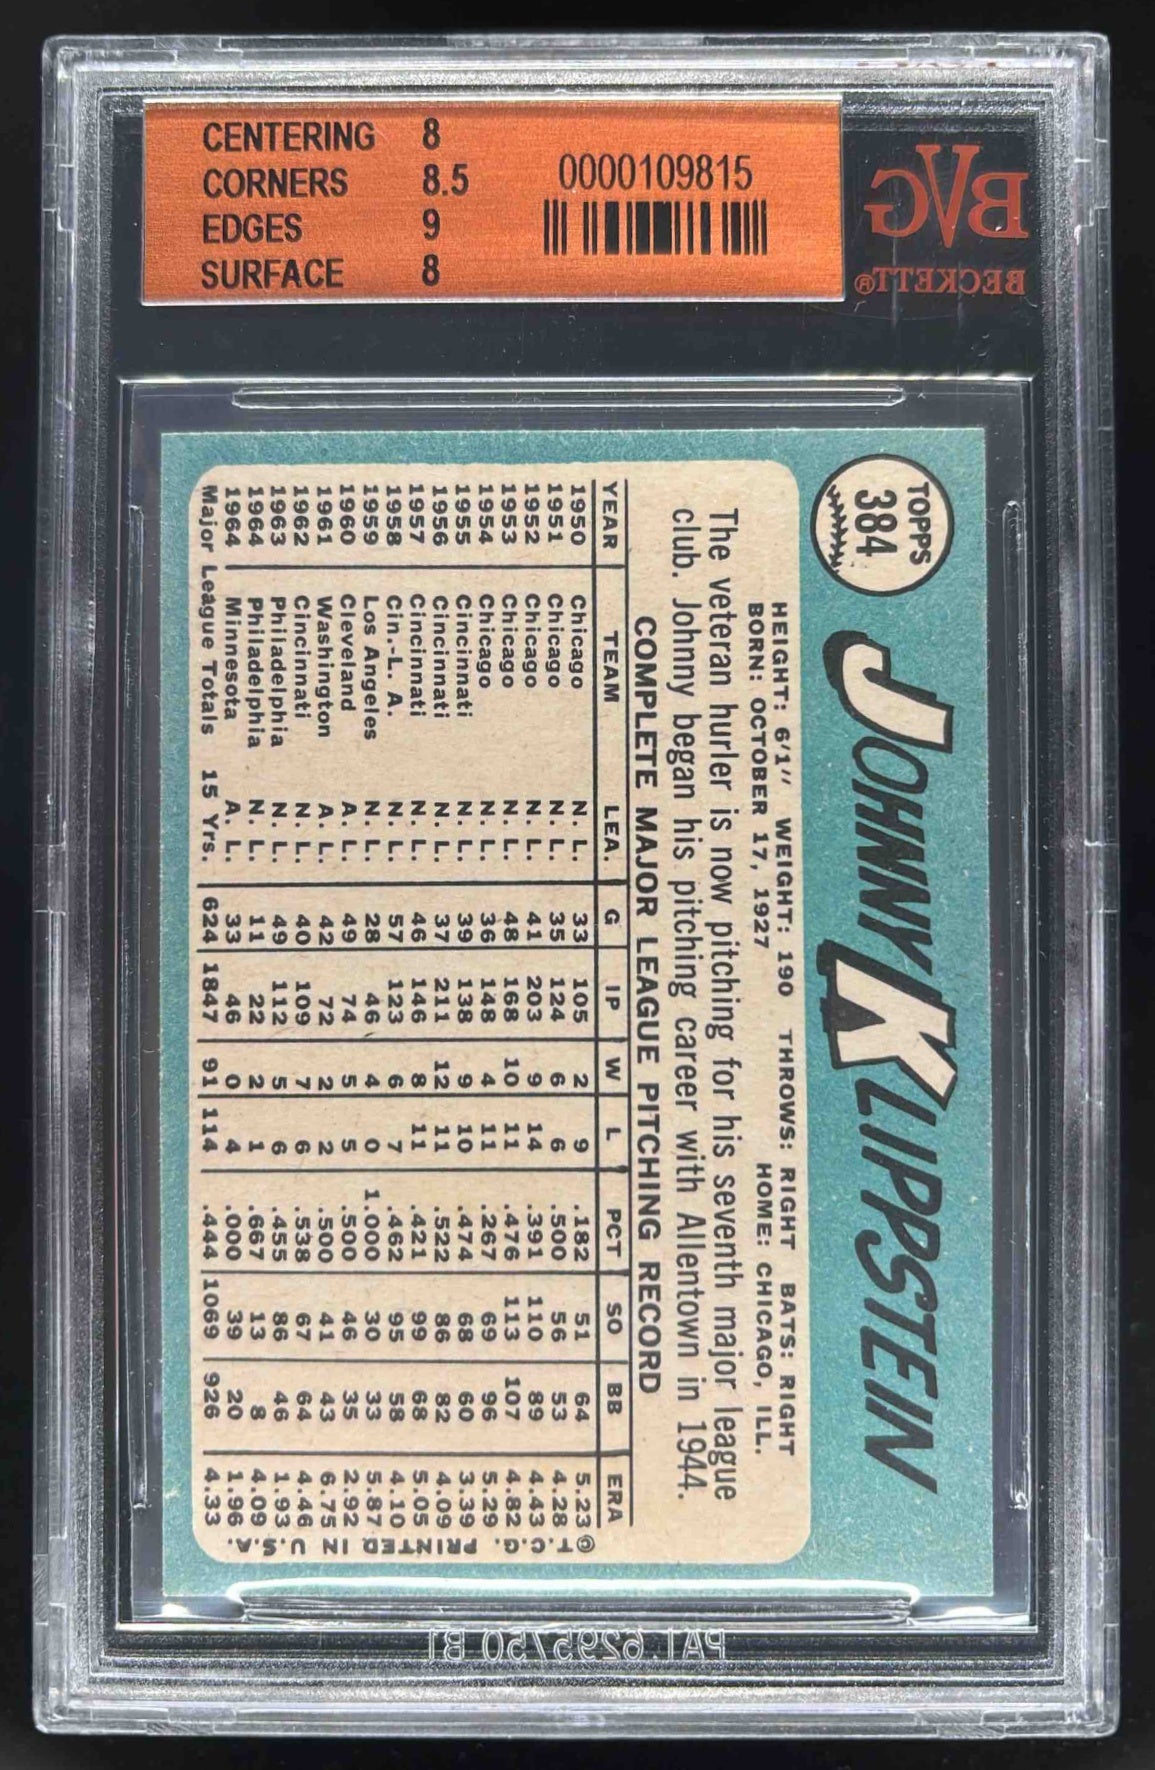 CENTERING 8
CORNERS 8.5
EDGES 9
SURFACE 8
0000109815
BVG
BECKETT®
TOPPS
384
JOHNNY KLIPPSTEIN
HEIGHT: 6'1" WEIGHT: 190 THROWS: RIGHT BATS: RIGHT
BORN: OCTOBER 17, 1927 HOME: CHICAGO, ILL.
The veteran hurler is now pitching for his seventh major league
club. Johnny began his pitching career with Allentown in 1944.
COMPLETE MAJOR LEAGUE PITCHING RECORD
YEAR TEAM LEA. G IP W L PCT SO BB ERA
1950 Chicago N. L. 33 105 2 9 .182 51 64 5.23
1951 Chicago N. L. 35 124 6 6 .500 56 53 4.28
1952 Chicago N. L. 41 203 9 14 .391 110 89 4.43
1953 Chicago N. L. 48 168 10 11 .476 113 107 4.82
1954 Chicago N. L. 36 148 4 11 .267 69 96 5.29
1955 Cincinnati N. L. 39 138 9 10 .474 68 60 3.39
1956 Cincinnati N. L. 37 211 12 11 .522 86 82 4.09
1957 Cincinnati N. L. 46 146 8 11 .421 99 68 5.05
1958 Cin.-L. A. N. L. 57 123 6 7 .462 95 58 4.10
1959 Los Angeles N. L. 28 46 4 0 1.000 30 33 5.87
1960 Cleveland A. L. 49 74 5 5 .500 46 35 2.92
1961 Washington A. L. 42 72 2 2 .500 41 43 6.75
1962 Cincinnati N. L. 40 109 7 6 .538 67 64 4.46
1963 Philadelphia N. L. 49 112 5 6 .455 86 46 1.93
1964 Philadelphia N. L. 11 22 2 1 .667 13 8 4.09
1964 Minnesota A. L. 33 46 0 4 .000 39 20 1.96
Major League Totals 15 Yrs. 624 1847 91 114 .444 1069 926 4.33
© T.C.G. PRINTED IN U.S.A.
PAT. 6295750 B1